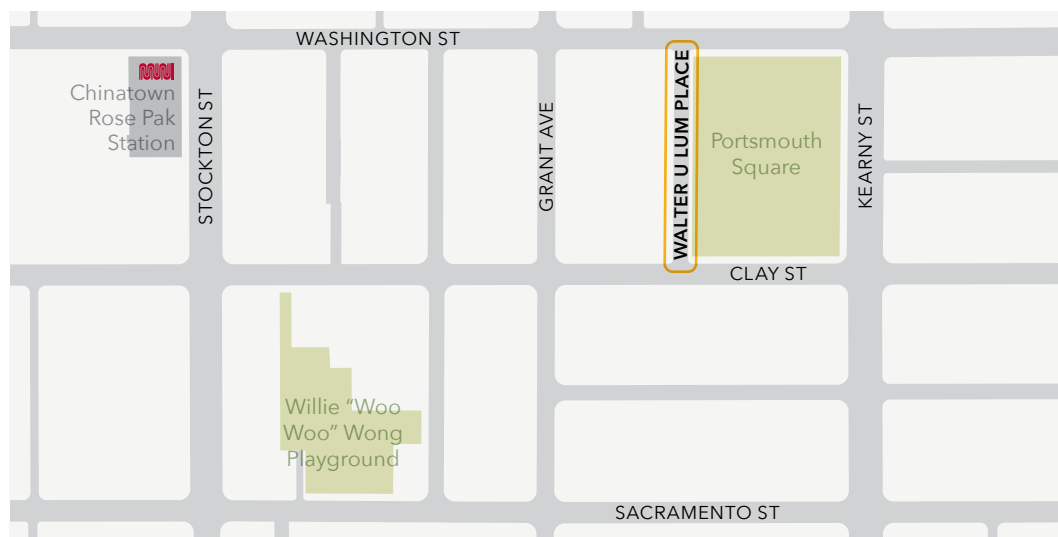 WASHINGTON ST
Chinatown
Rose Pak
Station
STOCKTON ST
GRANT AVE
WALTER U LUM PLACE
Portsmouth
Square
KEARNY ST
CLAY ST
Willie “Woo
Woo” Wong
Playground
SACRAMENTO ST